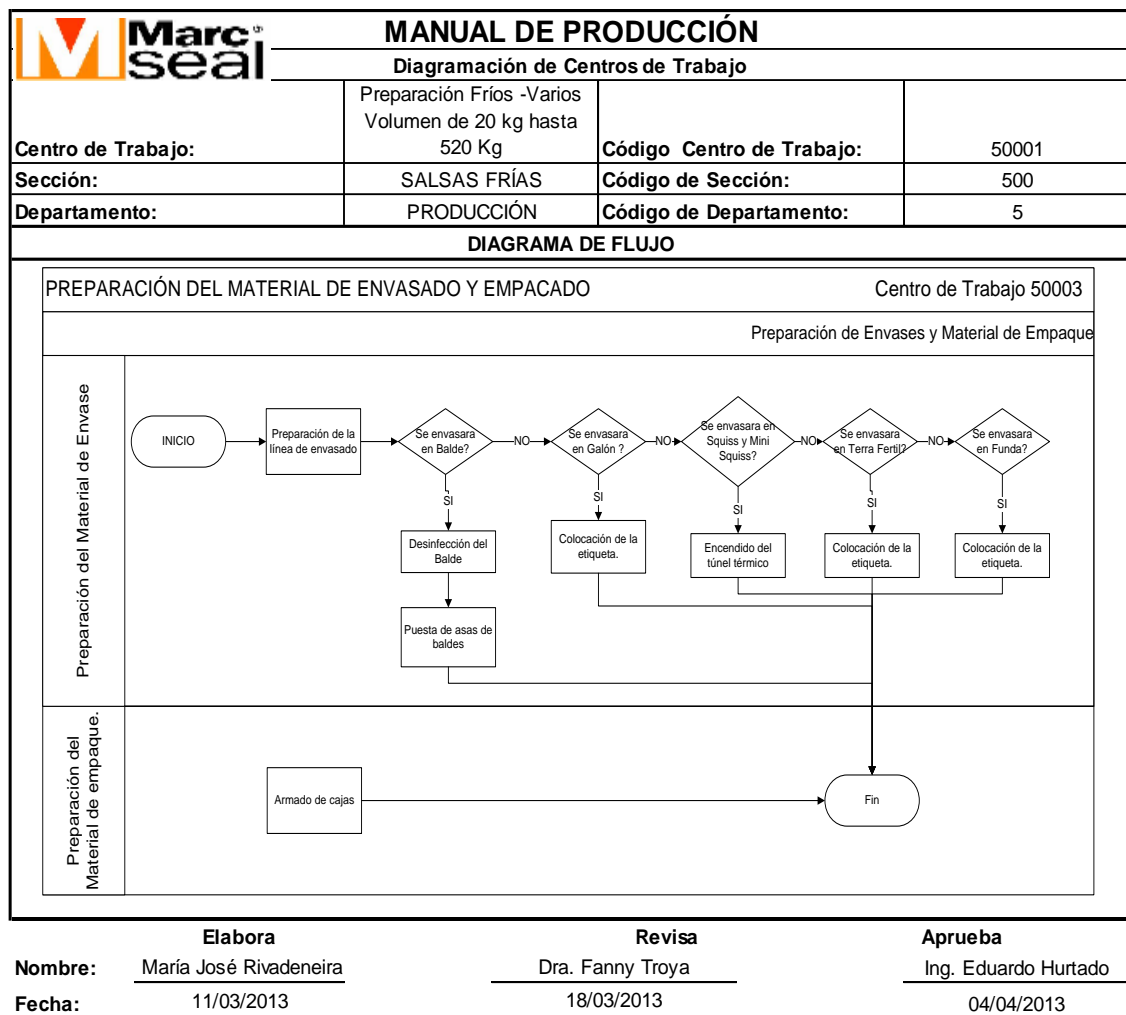 Marc ®
seal
MANUAL DE PRODUCCIÓN
Diagramación de Centros de Trabajo
Preparación Fríos -Varios
Volumen de 20 kg hasta
Centro de Trabajo: 520 Kg Código Centro de Trabajo: 50001
Sección: SALSAS FRÍAS Código de Sección: 500
Departamento: PRODUCCIÓN Código de Departamento: 5
DIAGRAMA DE FLUJO
PREPARACIÓN DEL MATERIAL DE ENVASADO Y EMPACADO Centro de Trabajo 50003
Preparación de Envases y Material de Empaque
Preparación del Material de Envase
INICIO
Preparación de la
línea de envasado
Se envasara
en Balde?
NO
Se envasara
en Galón ?
NO
Se envasara en
Squiss y Mini
Squiss?
NO
Se envasara
en Terra Fertil?
NO
Se envasara
en Funda?
SI
SI
SI
SI
SI
Desinfección del
Balde
Colocación de la
etiqueta.
Encendido del
túnel térmico
Colocación de la
etiqueta.
Colocación de la
etiqueta.
Puesta de asas de
baldes
Preparación del
Material de empaque.
Armado de cajas
Fin
Elabora Revisa Aprueba
Nombre: María José Rivadeneira Dra. Fanny Troya Ing. Eduardo Hurtado
Fecha: 11/03/2013 18/03/2013 04/04/2013